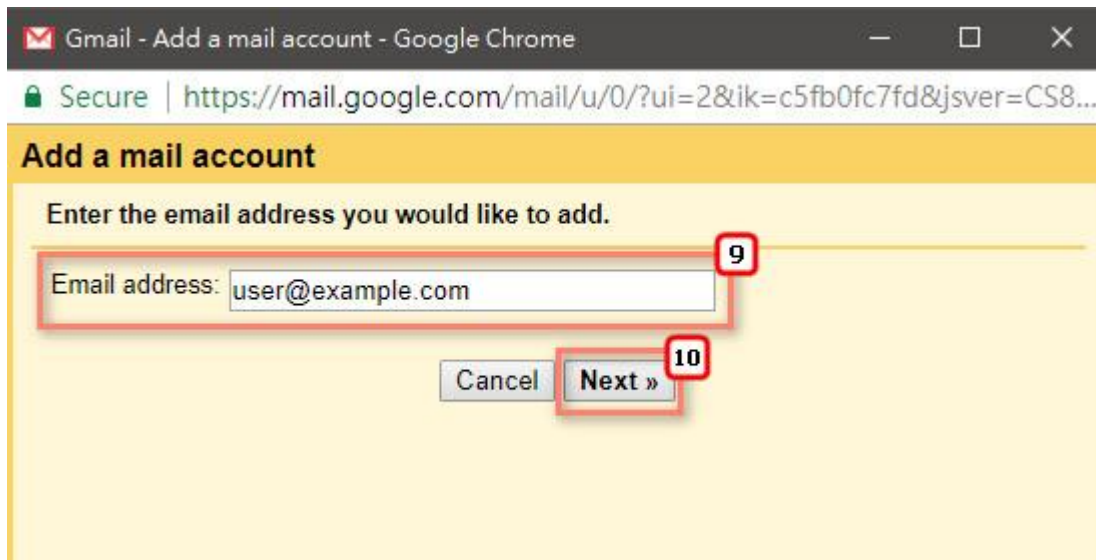 Gmail - Add a mail account - Google Chrome
Secure | https://mail.google.com/mail/u/0/?ui=2&ik=c5fb0fc7fd&jsver=CS8...
Add a mail account
Enter the email address you would like to add.
9
Email address: user@example.com
10
Cancel Next »